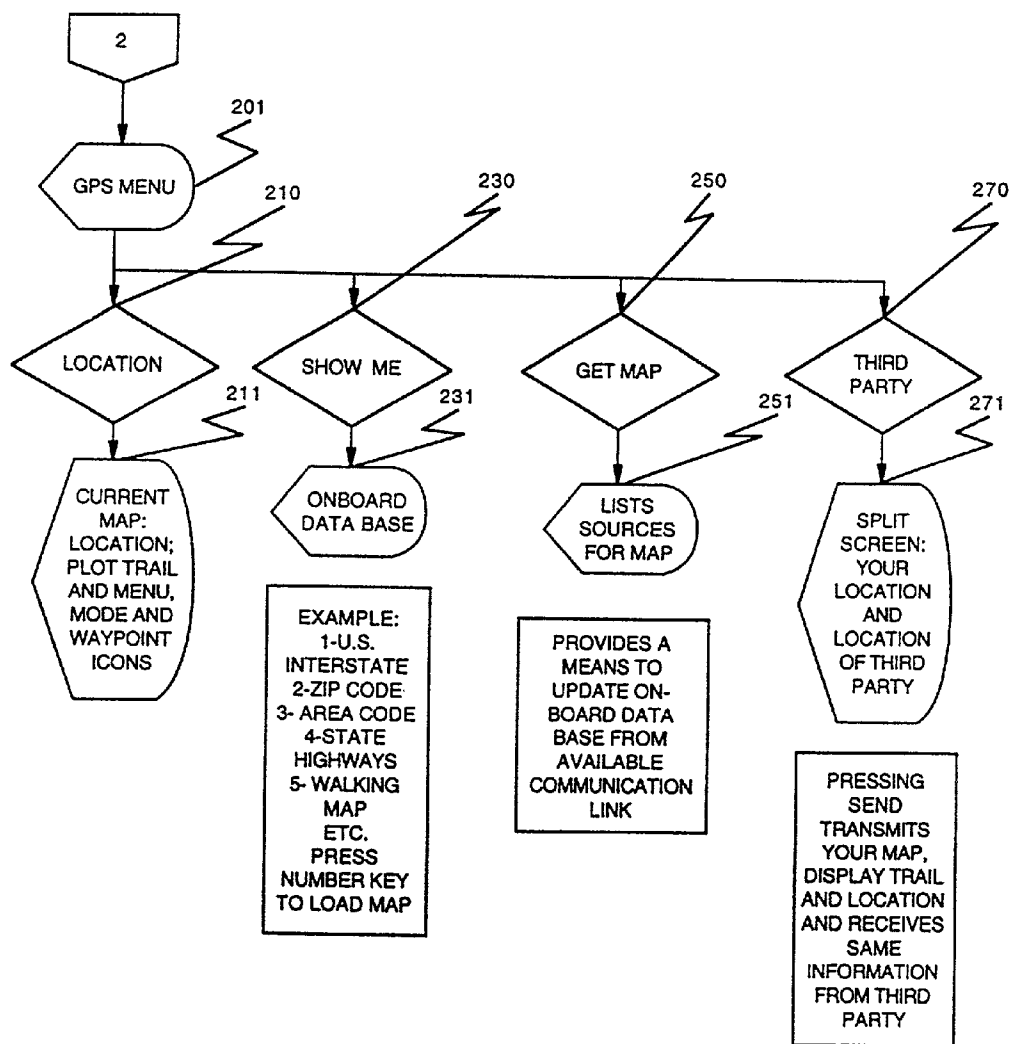 2
201
GPS MENU
210
230
250
270
LOCATION
SHOW ME
GET MAP
THIRD
PARTY
211
231
251
271
CURRENT
MAP:
LOCATION;
PLOT TRAIL
AND MENU,
MODE AND
WAYPOINT
ICONS
ONBOARD
DATA BASE
LISTS
SOURCES
FOR MAP
SPLIT
SCREEN:
YOUR
LOCATION
AND
LOCATION
OF THIRD
PARTY
EXAMPLE:
1-U.S.
INTERSTATE
2-ZIP CODE
3- AREA CODE
4-STATE
HIGHWAYS
5- WALKING
MAP
ETC.
PRESS
NUMBER KEY
TO LOAD MAP
PROVIDES A
MEANS TO
UPDATE ON-
BOARD DATA
BASE FROM
AVAILABLE
COMMUNICATION
LINK
PRESSING
SEND
TRANSMITS
YOUR MAP,
DISPLAY TRAIL
AND LOCATION
AND RECEIVES
SAME
INFORMATION
FROM THIRD
PARTY